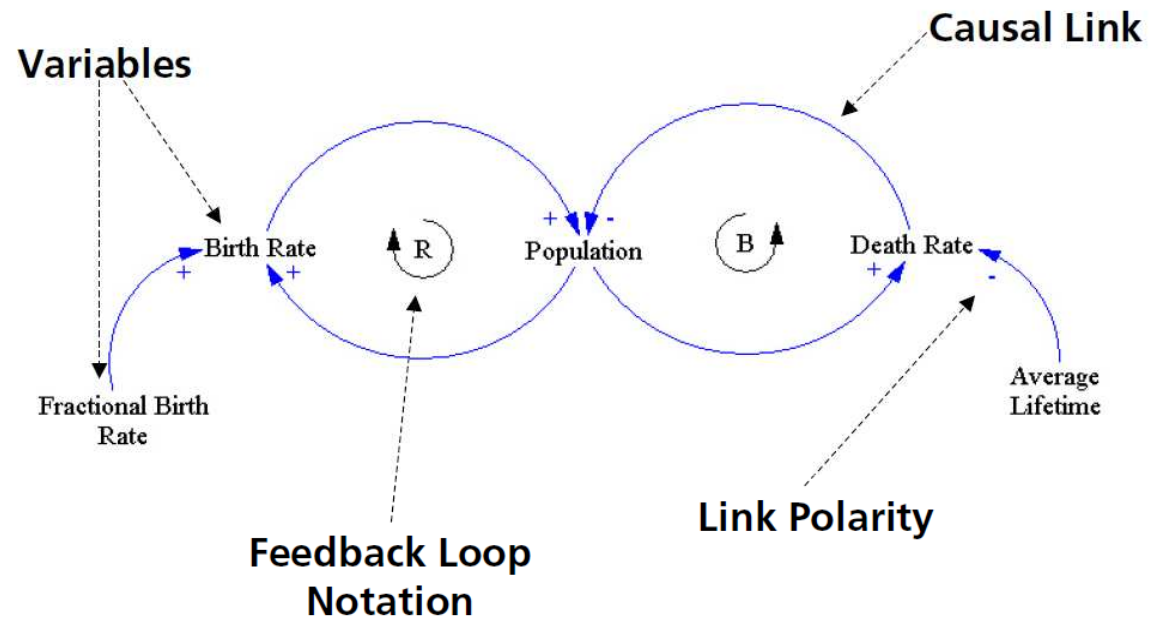 Causal Link
Variables
+ -
Birth Rate
R
Population
B
Death Rate
+ +
+ -
Average
Lifetime
Fractional Birth
Rate
Link Polarity
Feedback Loop
Notation